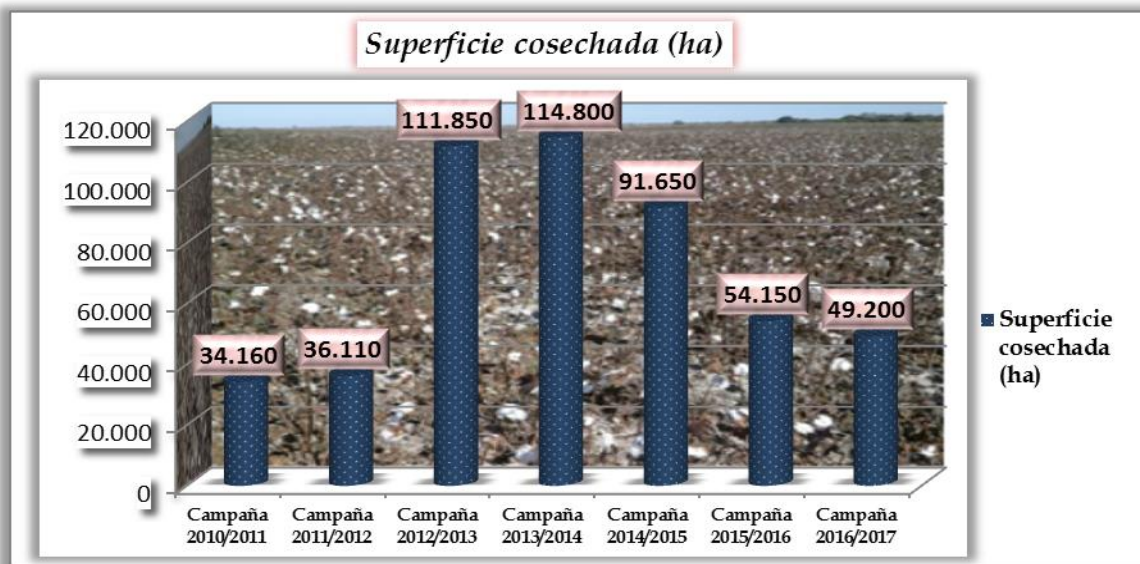 Superficie cosechada (ha)
120.000
100.000
80.000
60.000
40.000
20.000
0
34.160
36.110
111.850
114.800
91.650
54.150
49.200
Campaña
2010/2011
Campaña
2011/2012
Campaña
2012/2013
Campaña
2013/2014
Campaña
2014/2015
Campaña
2015/2016
Campaña
2016/2017
Superficie
cosechada
(ha)